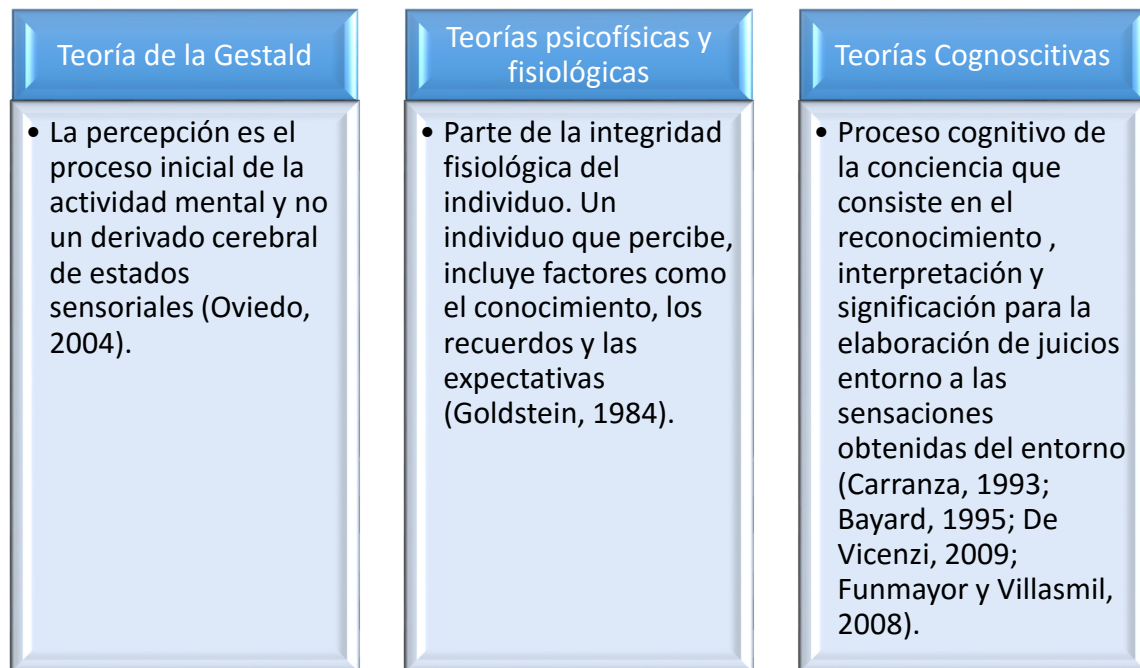 Teoría de la Gestald
• La percepción es el
proceso inicial de la
actividad mental y no
un derivado cerebral
de estados
sensoriales (Oviedo,
2004).
Teorías psicofísicas y
fisiológicas
• Parte de la integridad
fisiológica del
individuo. Un
individuo que percibe,
incluye factores como
el conocimiento, los
recuerdos y las
expectativas
(Goldstein, 1984).
Teorías Cognoscitivas
• Proceso cognitivo de
la conciencia que
consiste en el
reconocimiento ,
interpretación y
significación para la
elaboración de juicios
entorno a las
sensaciones
obtenidas del entorno
(Carranza, 1993;
Bayard, 1995; De
Vicenzi, 2009;
Funmayor y Villasmil,
2008).